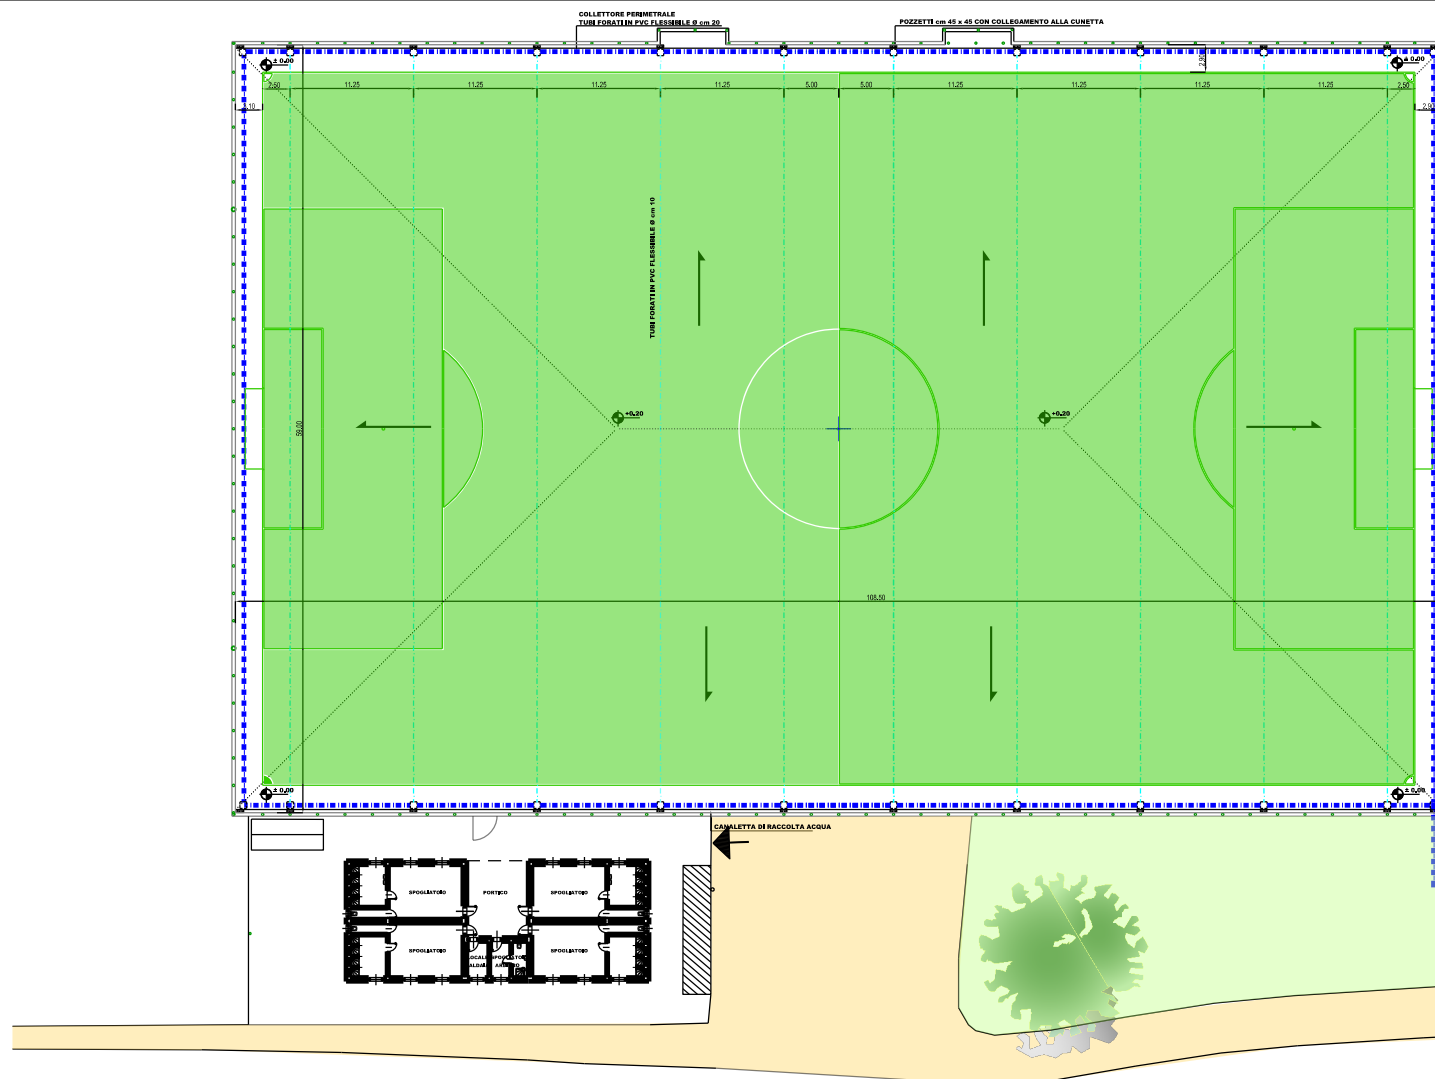 COLLETTORE PERIMETRALE
TUBI FORATI IN PVC FLESSIBILE Ø cm 20
POZZETTI cm 45 x 45 CON COLLEGAMENTO ALLA CUNETTA
± 0.00
± 0.00
2.90
2.50
11.25
11.25
11.25
11.25
5.00
5.00
11.25
11.25
11.25
11.25
2.50
TUBI FORATI IN PVC FLESSIBILE Ø cm 10
+0.20
+0.20
59.00
108.50
± 0.00
± 0.00
CANALETTA DI RACCOLTA ACQUA
SPOGLIATOIO
PORTICO
SPOGLIATOIO
SPOGLIATOIO
SPOGLIATOIO